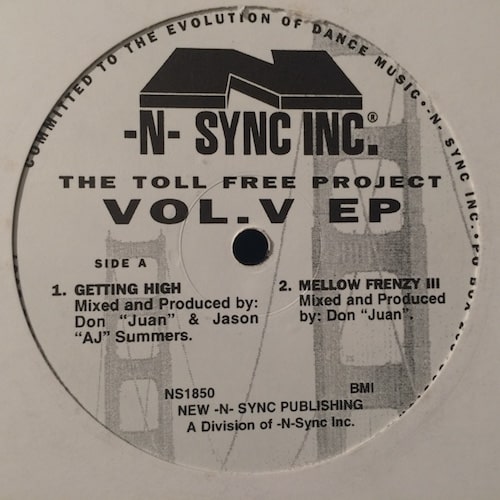 COMMITTED TO THE EVOLUTION OF DANCE MUSIC • -N- SYNC INC. • PO BOX
-N- SYNC INC.®
THE TOLL FREE PROJECT
VOL.V EP
SIDE A
1. GETTING HIGH
Mixed and Produced by:
Don "Juan" & Jason
"AJ" Summers.
2. MELLOW FRENZY III
Mixed and Produced
by: Don "Juan".
NS1850
BMI
NEW -N- SYNC PUBLISHING
A Division of -N-Sync Inc.